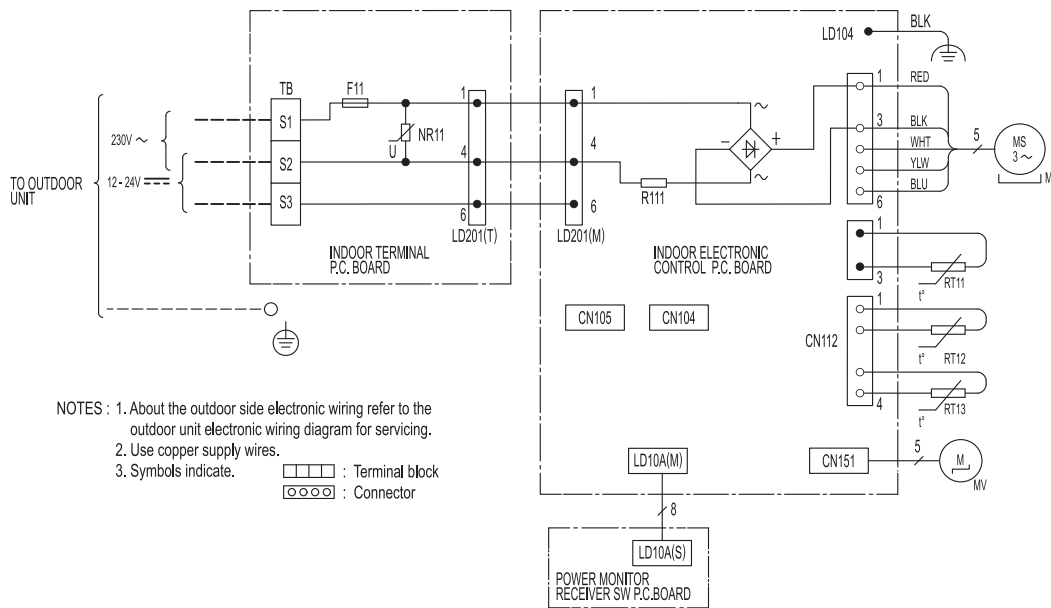 LD104
BLK
TB
F11
S1
S2
S3
NR11
U
1
4
6
LD201(T)
INDOOR TERMINAL
P.C. BOARD
230V ~
12 - 24V
TO OUTDOOR
UNIT
1
4
6
LD201(M)
R111
~
~
−
+
INDOOR ELECTRONIC
CONTROL P.C. BOARD
1
3
6
RED
BLK
WHT
YLW
BLU
5
MS
3 ~
M
1
3
t°
RT11
CN105
CN104
CN112
1
4
t°
RT12
t°
RT13
NOTES : 1. About the outdoor side electronic wiring refer to the
outdoor unit electronic wiring diagram for servicing.
2. Use copper supply wires.
3. Symbols indicate.
: Terminal block
: Connector
LD10A(M)
CN151
5
M
MV
8
LD10A(S)
POWER MONITOR
RECEIVER SW P.C.BOARD